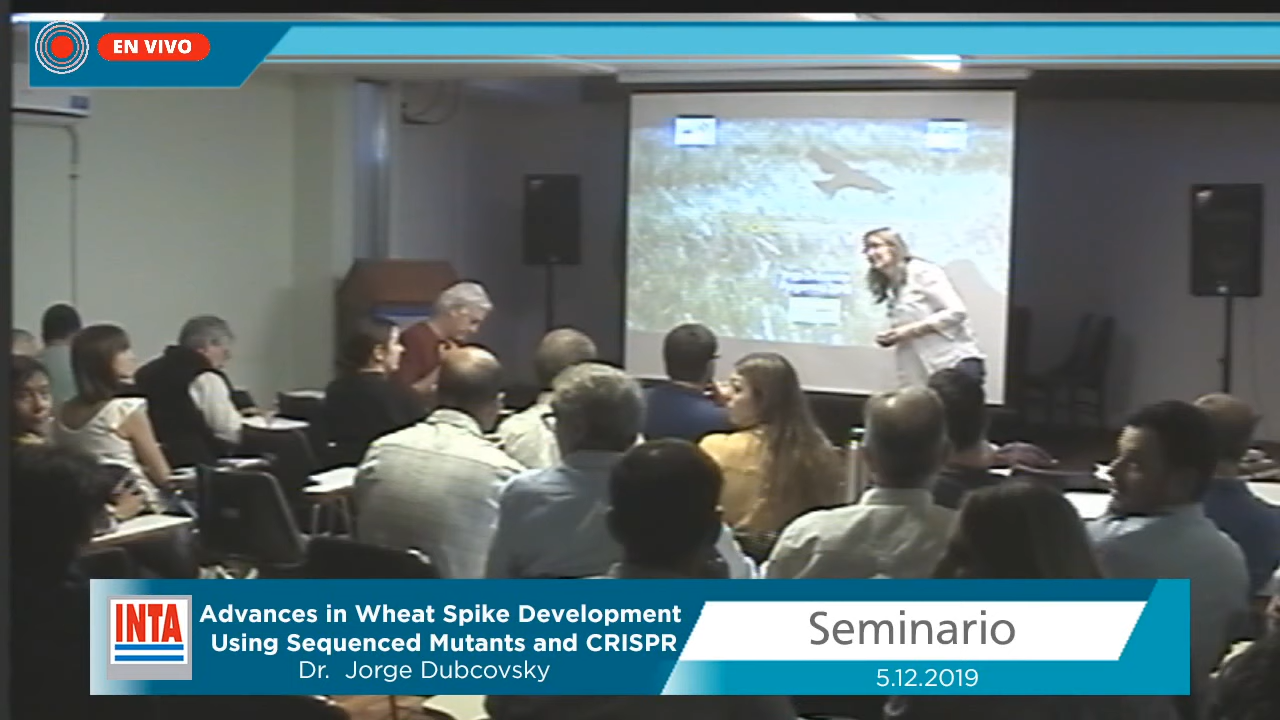 EN VIVO
INTA
Advances in Wheat Spike Development
Using Sequenced Mutants and CRISPR
Dr. Jorge Dubcovsky
Seminario
5.12.2019